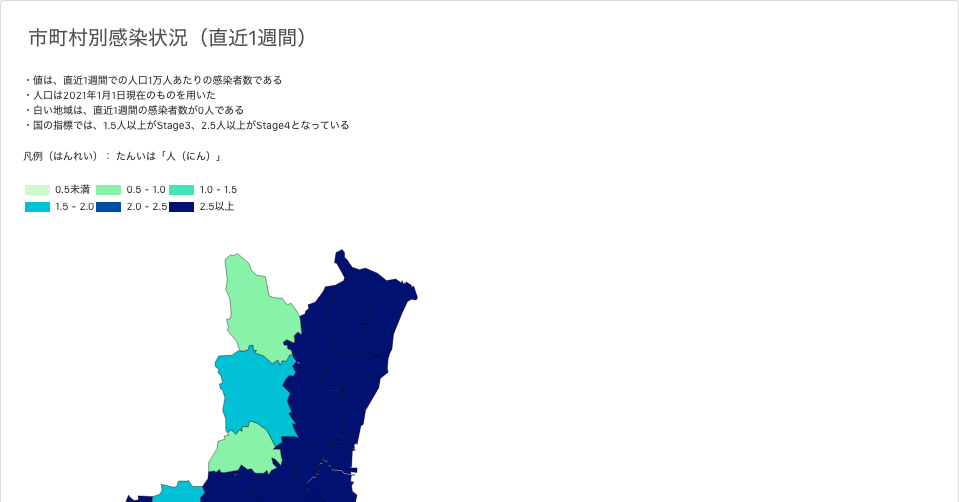 市町村別感染状況（直近1週間）
・値は、直近1週間での人口1万人あたりの感染者数である
・人口は2021年1月1日現在のものを用いた
・白い地域は、直近1週間の感染者数が0人である
・国の指標では、1.5人以上がStage3、2.5人以上がStage4となっている
凡例（はんれい）： たんいは「人（にん）」
0.5未満 0.5 - 1.0 1.0 - 1.5
1.5 - 2.0 2.0 - 2.5 2.5以上